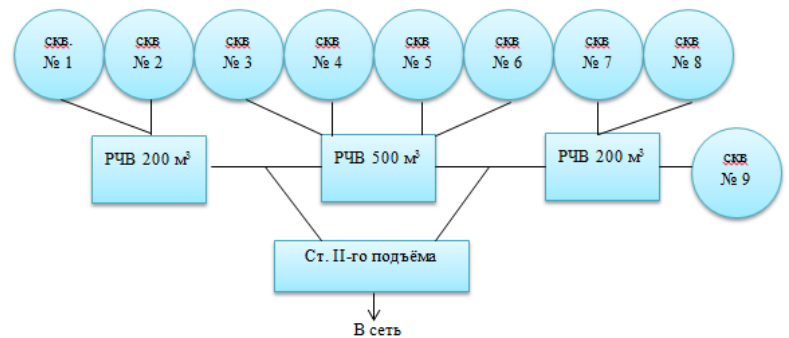 скв.
№ 1
скв
№ 2
скв
№ 3
скв
№ 4
скв
№ 5
скв
№ 6
скв
№ 7
скв
№ 8
РЧВ 200 м³
РЧВ 500 м³
РЧВ 200 м³
скв
№ 9
Ст. II-го подъёма
В сеть